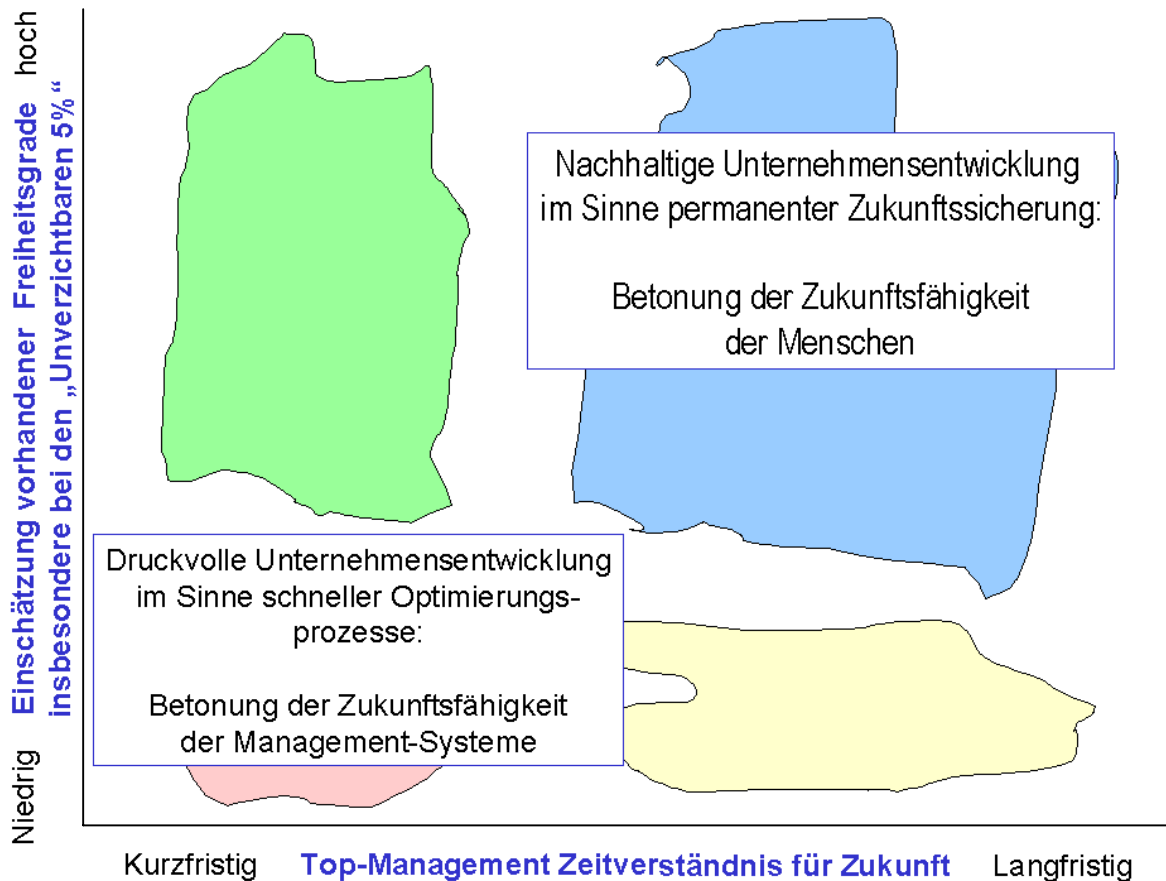 Niedrig Einschätzung vorhandener Freiheitsgrade hoch
insbesondere bei den „Unverzichtbaren 5%“
Nachhaltige Unternehmensentwicklung
im Sinne permanenter Zukunftssicherung:
Betonung der Zukunftsfähigkeit
der Menschen
Druckvolle Unternehmensentwicklung
im Sinne schneller Optimierungs-
prozesse:
Betonung der Zukunftsfähigkeit
der Management-Systeme
Kurzfristig Top-Management Zeitverständnis für Zukunft Langfristig